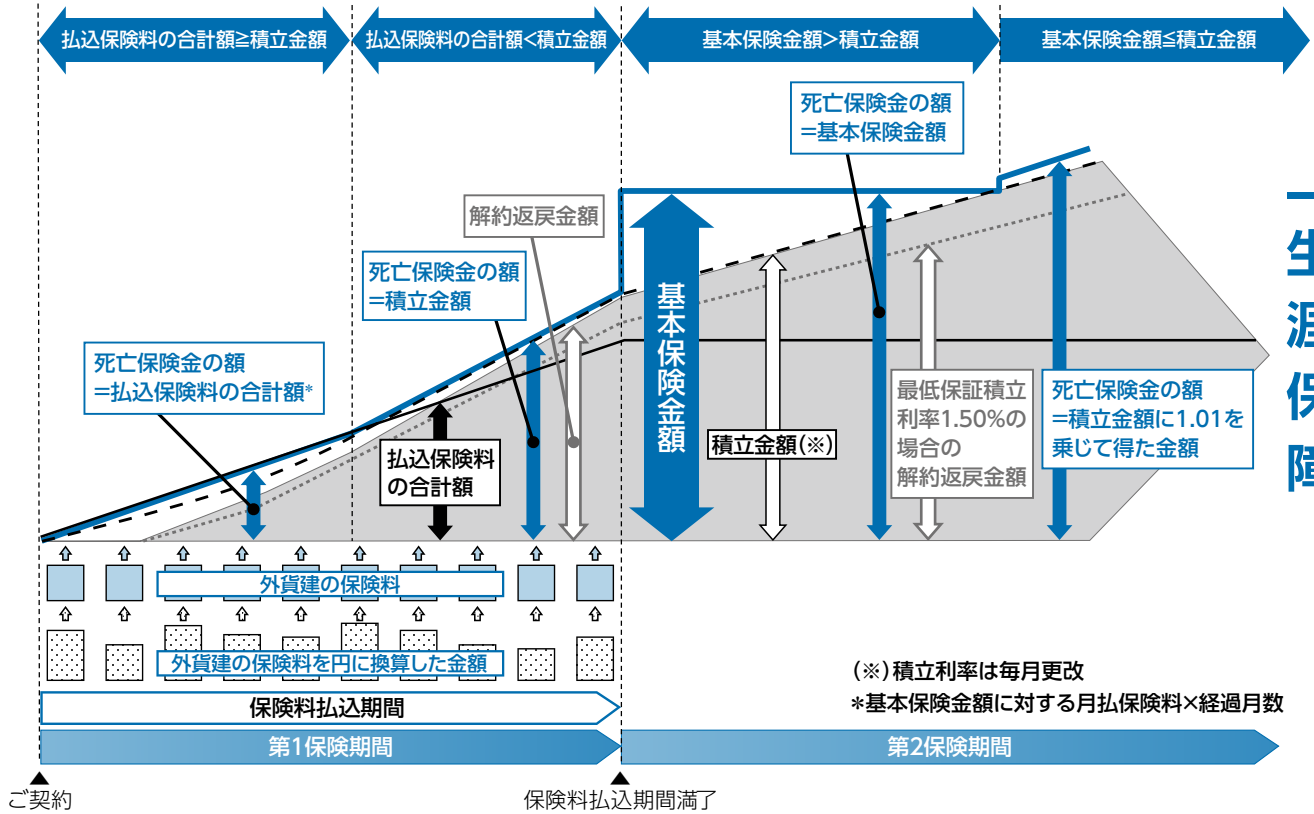 払込保険料の合計額≧積立金額
払込保険料の合計額<積立金額
基本保険金額>積立金額
基本保険金額≦積立金額
死亡保険金の額
=基本保険金額
解約返戻金額
死亡保険金の額
=積立金額
死亡保険金の額
=払込保険料の合計額*
払込保険料
の合計額
基本保険金額
積立金額(※)
最低保証積立
利率1.50%の
場合の
解約返戻金額
死亡保険金の額
=積立金額に1.01を
乗じて得た金額
一生涯保障
外貨建の保険料
外貨建の保険料を円に換算した金額
(※)積立利率は毎月更改
*基本保険金額に対する月払保険料×経過月数
保険料払込期間
第1保険期間
第2保険期間
ご契約
保険料払込期間満了